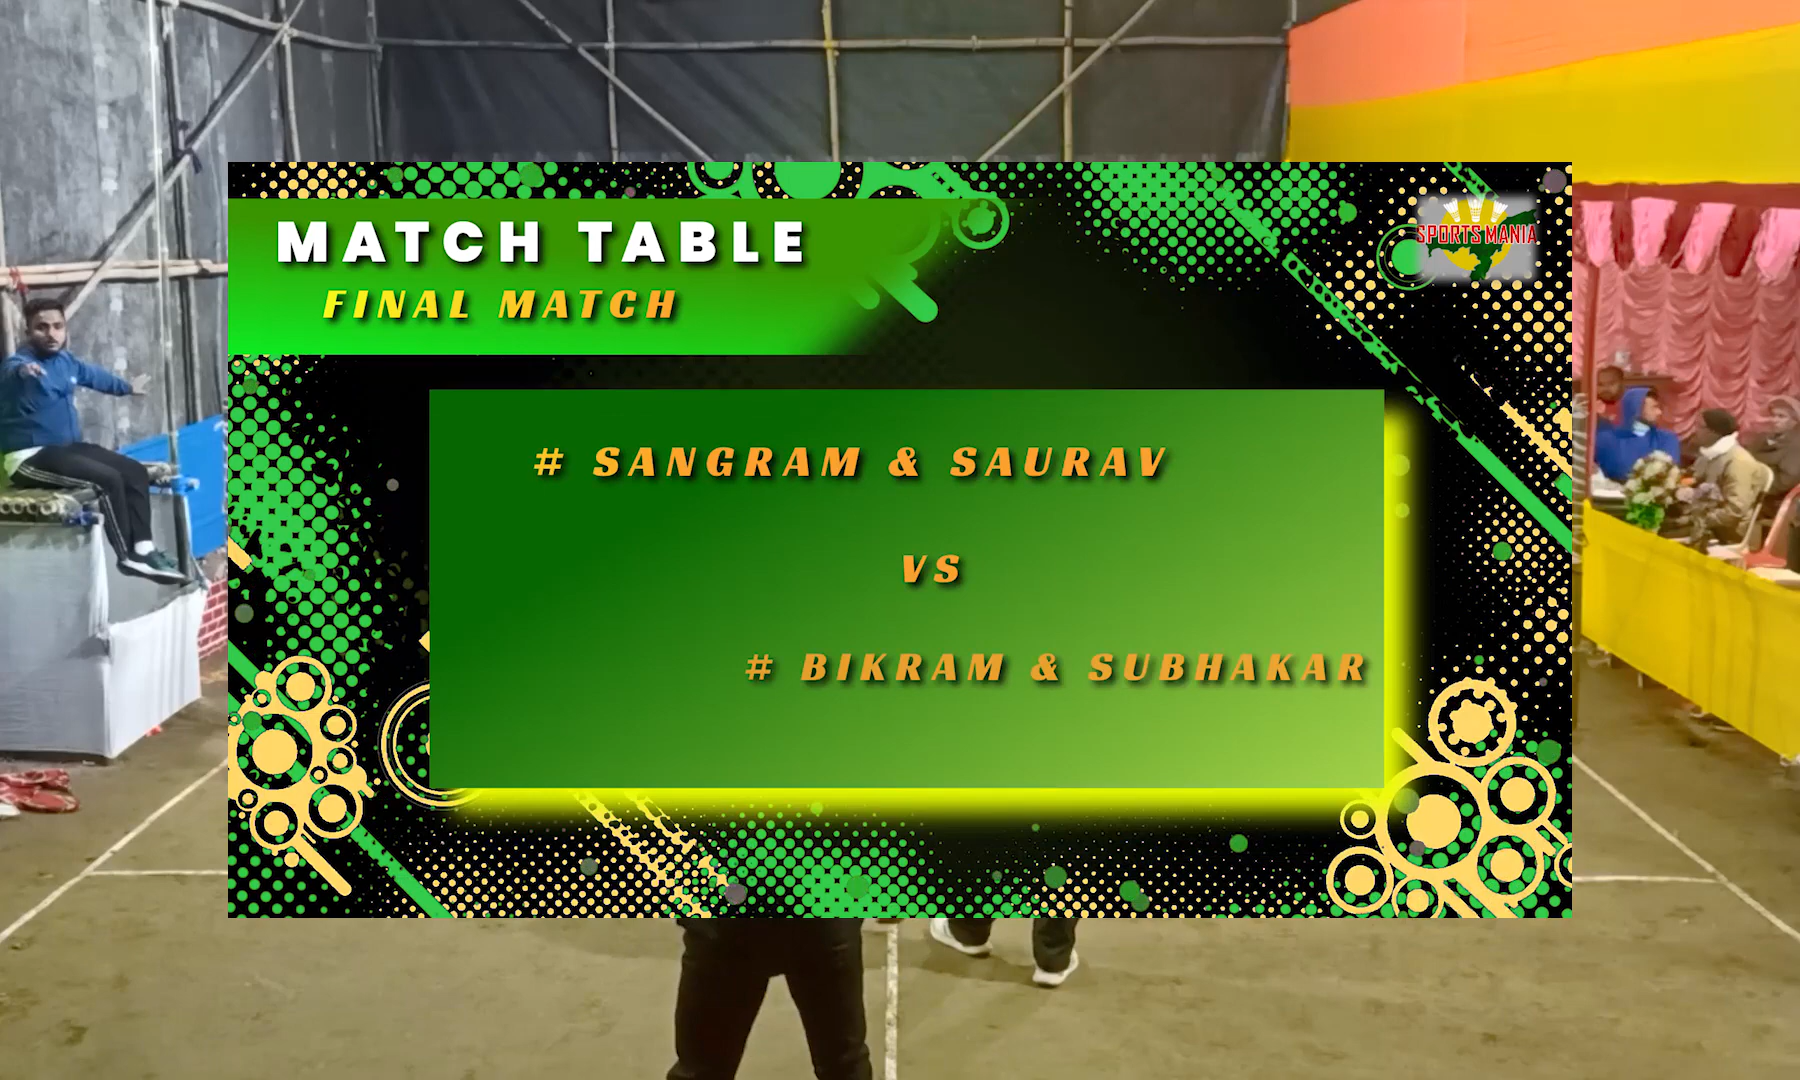 MATCH TABLE
FINAL MATCH
SPORTS MANIA
# SANGRAM & SAURAV
VS
# BIKRAM & SUBHAKAR